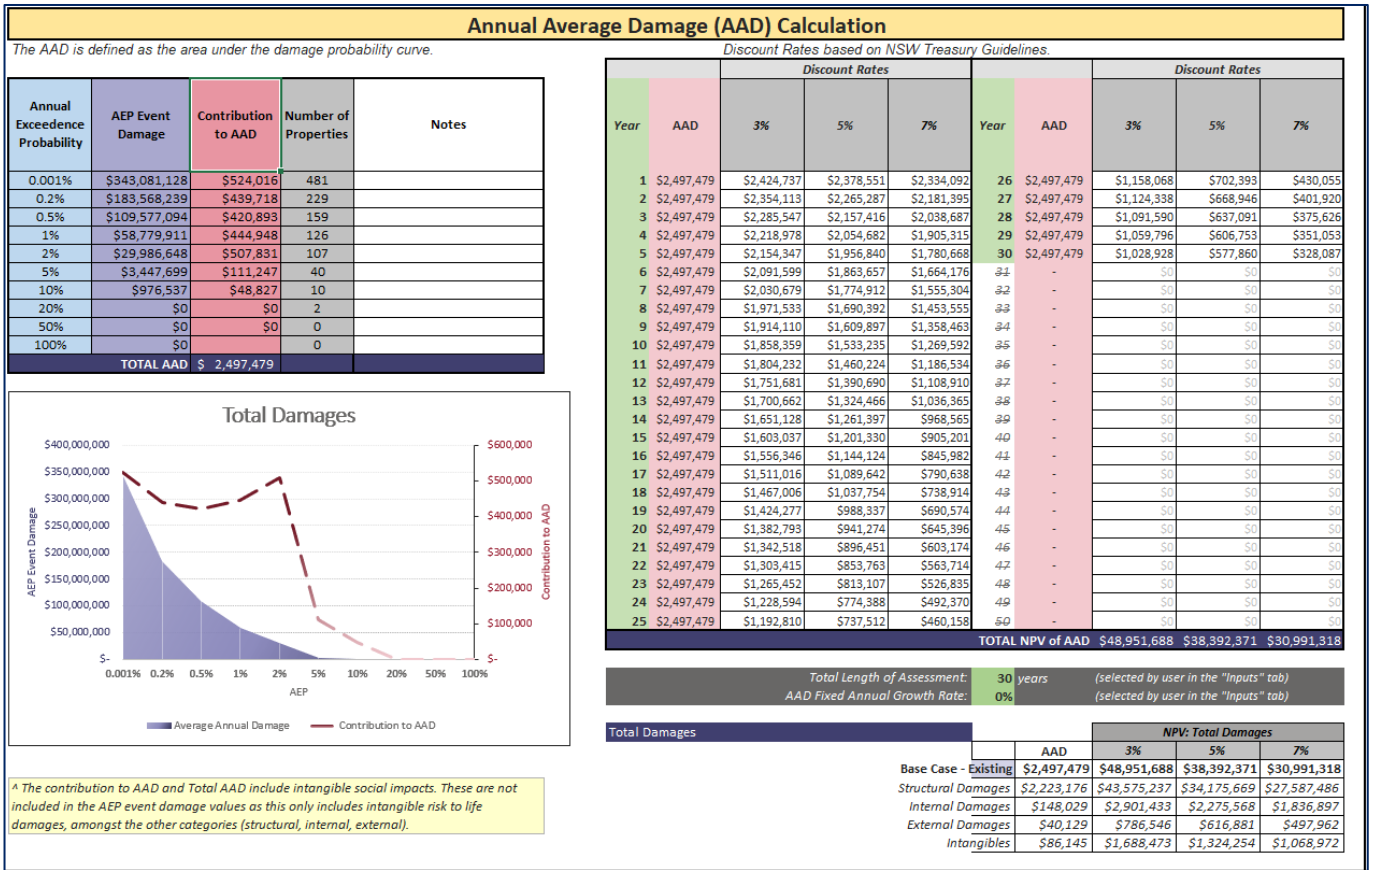 Annual Average Damage (AAD) Calculation
The AAD is defined as the area under the damage probability curve.
Annual Exceedence Probability AEP Event Damage Contribution to AAD Number of Properties Notes
0.001% $343,081,128 $524,016 481
0.2% $183,568,239 $439,718 229
0.5% $109,577,094 $420,893 159
1% $58,779,911 $444,948 126
2% $29,986,648 $507,831 107
5% $3,447,699 $111,247 40
10% $976,537 $48,827 10
20% $0 $0 2
50% $0 $0 0
100% $0 0
TOTAL AAD $ 2,497,479
Total Damages
$400,000,000
$350,000,000
$300,000,000
$250,000,000
$200,000,000
$150,000,000
$100,000,000
$50,000,000
$-
AEP Event Damage
$600,000
$500,000
$400,000
$300,000
$200,000
$100,000
$-
Contribution to AAD
0.001% 0.2% 0.5% 1% 2% 5% 10% 20% 50% 100%
AEP
Average Annual Damage Contribution to AAD
^ The contribution to AAD and Total AAD include intangible social impacts. These are not
included in the AEP event damage values as this only includes intangible risk to life
damages, amongst the other categories (structural, internal, external).
Discount Rates based on NSW Treasury Guidelines.
Discount Rates Discount Rates
Year AAD 3% 5% 7% Year AAD 3% 5% 7%
1 $2,497,479 $2,424,737 $2,378,551 $2,334,092 26 $2,497,479 $1,158,068 $702,393 $430,055
2 $2,497,479 $2,354,113 $2,265,287 $2,181,395 27 $2,497,479 $1,124,338 $668,946 $401,920
3 $2,497,479 $2,285,547 $2,157,416 $2,038,687 28 $2,497,479 $1,091,590 $637,091 $375,626
4 $2,497,479 $2,218,978 $2,054,682 $1,905,315 29 $2,497,479 $1,059,796 $606,753 $351,053
5 $2,497,479 $2,154,347 $1,956,840 $1,780,668 30 $2,497,479 $1,028,928 $577,860 $328,087
6 $2,497,479 $2,091,599 $1,863,657 $1,664,176 31 - $0 $0 $0
7 $2,497,479 $2,030,679 $1,774,912 $1,555,304 32 - $0 $0 $0
8 $2,497,479 $1,971,533 $1,690,392 $1,453,555 33 - $0 $0 $0
9 $2,497,479 $1,914,110 $1,609,897 $1,358,463 34 - $0 $0 $0
10 $2,497,479 $1,858,359 $1,533,235 $1,269,592 35 - $0 $0 $0
11 $2,497,479 $1,804,232 $1,460,224 $1,186,534 36 - $0 $0 $0
12 $2,497,479 $1,751,681 $1,390,690 $1,108,910 37 - $0 $0 $0
13 $2,497,479 $1,700,662 $1,324,466 $1,036,365 38 - $0 $0 $0
14 $2,497,479 $1,651,128 $1,261,397 $968,565 39 - $0 $0 $0
15 $2,497,479 $1,603,037 $1,201,330 $905,201 40 - $0 $0 $0
16 $2,497,479 $1,556,346 $1,144,124 $845,982 41 - $0 $0 $0
17 $2,497,479 $1,511,016 $1,089,642 $790,638 42 - $0 $0 $0
18 $2,497,479 $1,467,006 $1,037,754 $738,914 43 - $0 $0 $0
19 $2,497,479 $1,424,277 $988,337 $690,574 44 - $0 $0 $0
20 $2,497,479 $1,382,793 $941,274 $645,396 45 - $0 $0 $0
21 $2,497,479 $1,342,518 $896,451 $603,174 46 - $0 $0 $0
22 $2,497,479 $1,303,415 $853,763 $563,714 47 - $0 $0 $0
23 $2,497,479 $1,265,452 $813,107 $526,835 48 - $0 $0 $0
24 $2,497,479 $1,228,594 $774,388 $492,370 49 - $0 $0 $0
25 $2,497,479 $1,192,810 $737,512 $460,158 50 - $0 $0 $0
TOTAL NPV of AAD $48,951,688 $38,392,371 $30,991,318
Total Length of Assessment: 30 years (selected by user in the "Inputs" tab)
AAD Fixed Annual Growth Rate: 0% (selected by user in the "Inputs" tab)
Total Damages NPV: Total Damages
AAD 3% 5% 7%
Base Case - Existing $2,497,479 $48,951,688 $38,392,371 $30,991,318
Structural Damages $2,223,176 $43,575,237 $34,175,669 $27,587,486
Internal Damages $148,029 $2,901,433 $2,275,568 $1,836,897
External Damages $40,129 $786,546 $616,881 $497,962
Intangibles $86,145 $1,688,473 $1,324,254 $1,068,972